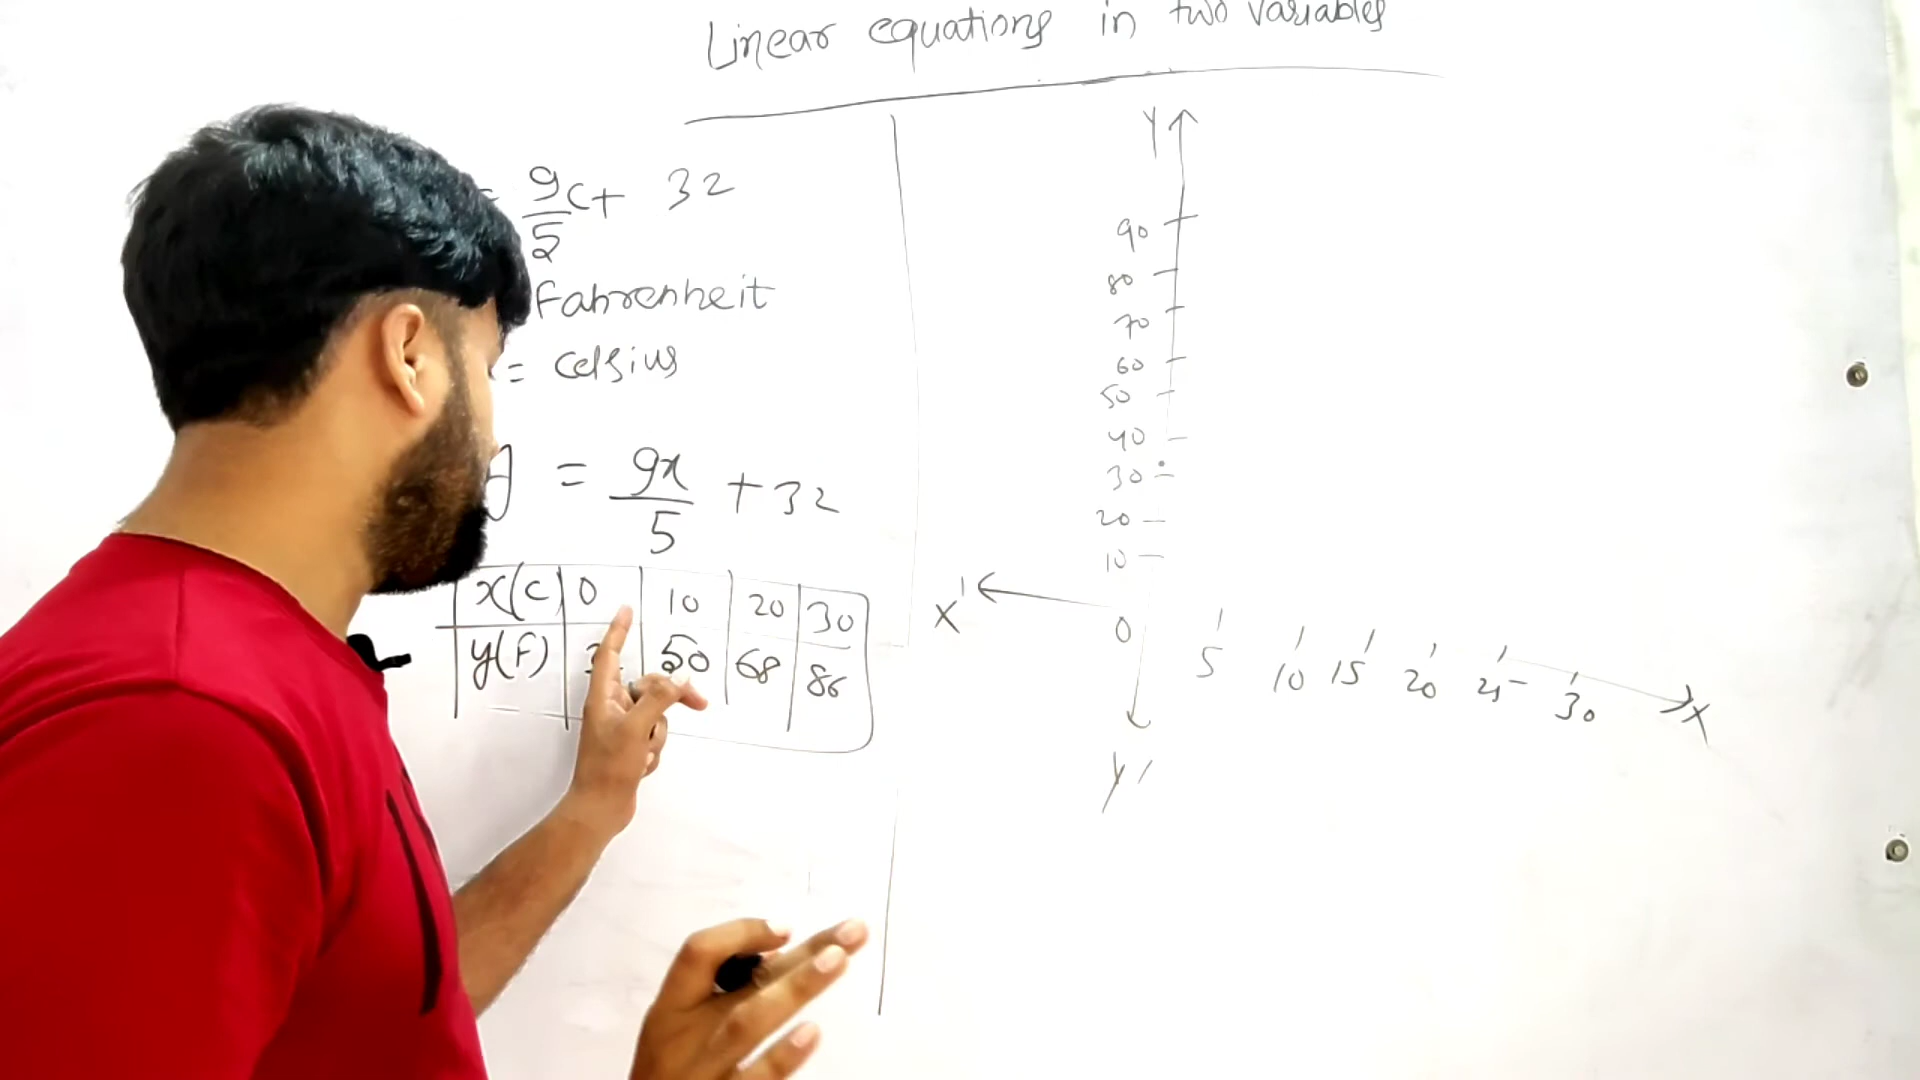 Linear equations in two variables
= 9/5 C + 32
Fahrenheit
= Celsius
y = 9x/5 + 32
x(C) 0 10 20 30
y(F) 50 68 86
Y
90
80
70
60
50
40
30
20
10
X' 0 5 10 15 20 25 30 X
Y'